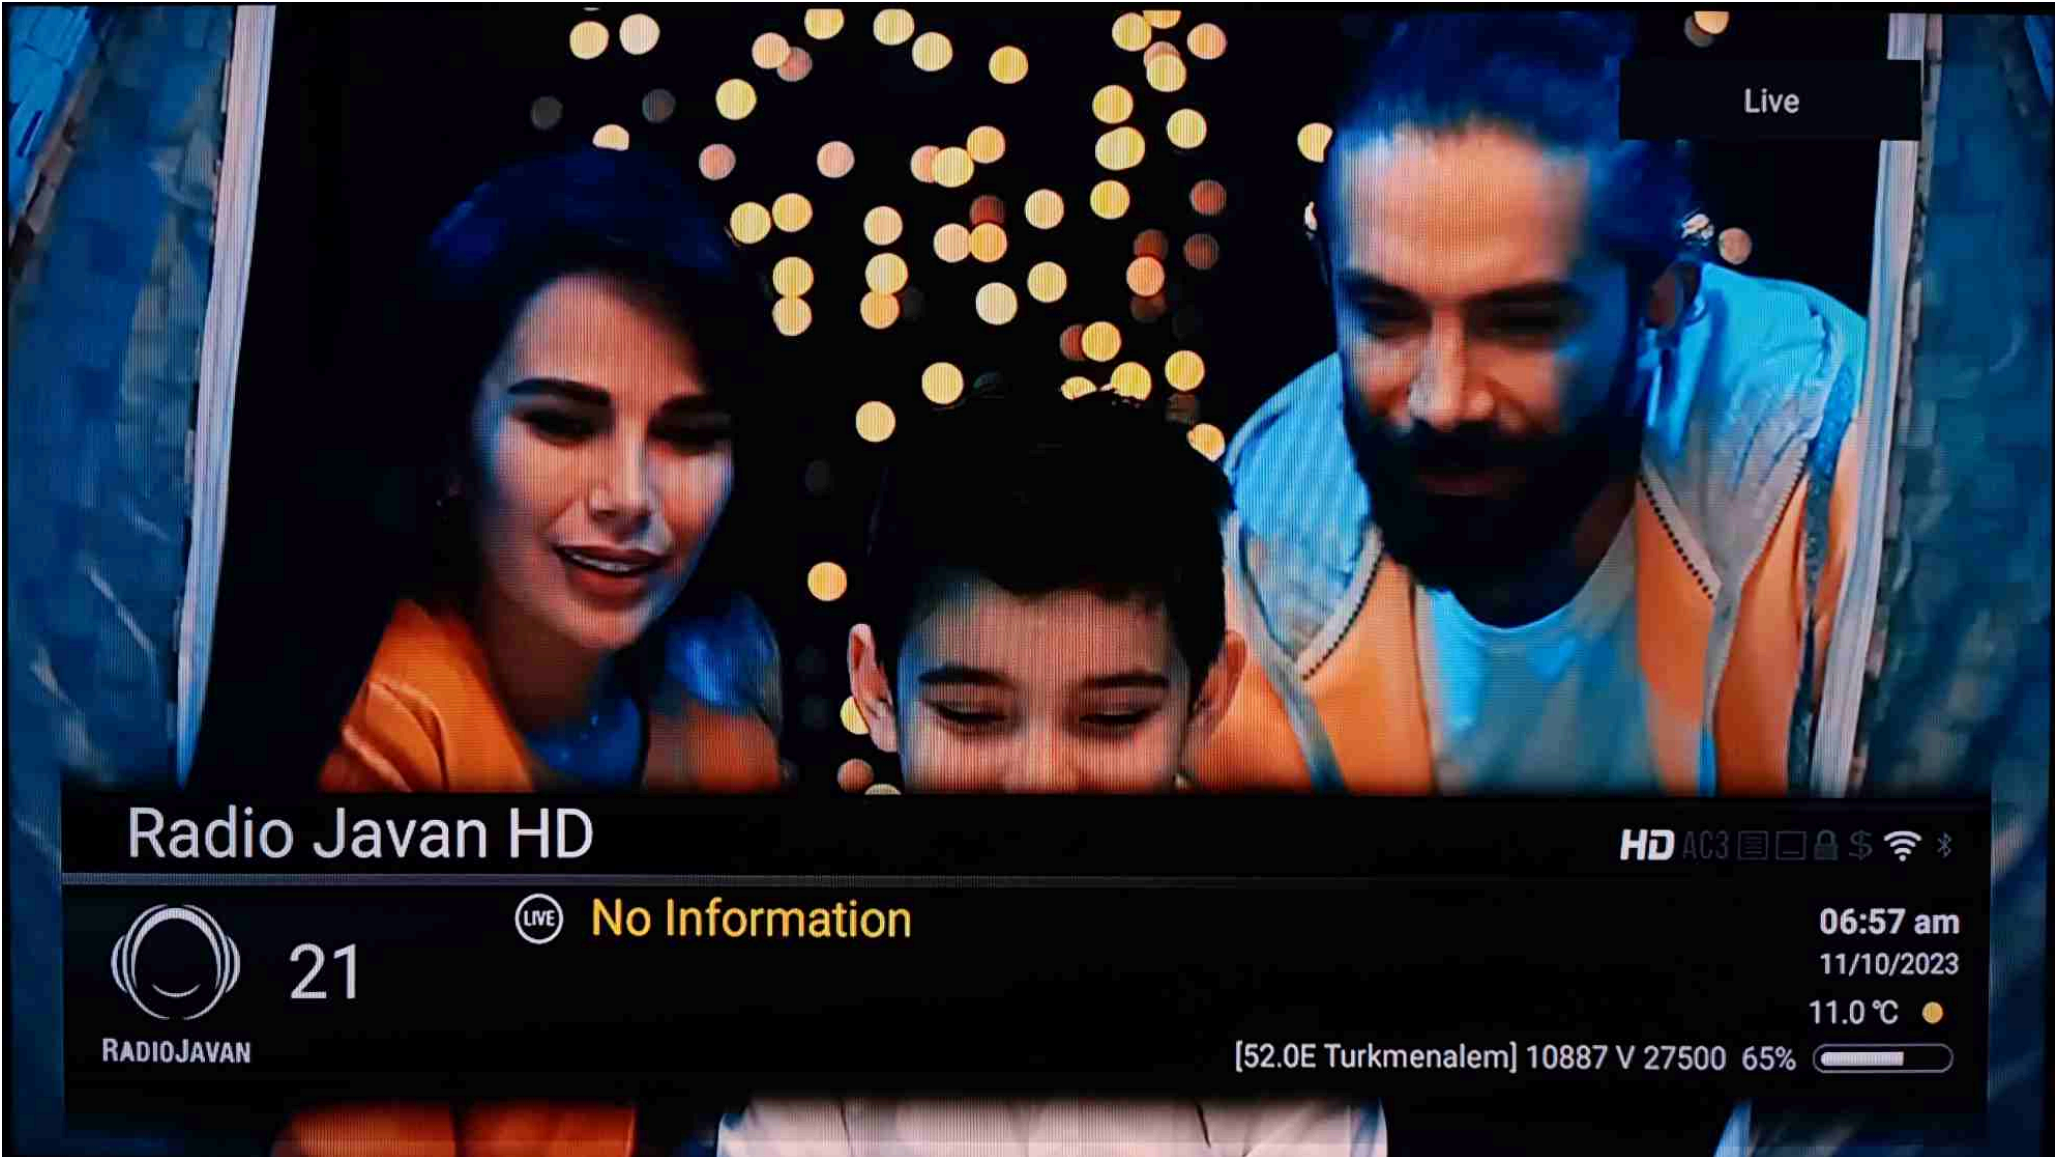 Live
Radio Javan HD
HD AC3 $
LIVE No Information
21
RADIOJAVAN
06:57 am
11/10/2023
11.0 °C
[52.0E Turkmenalem] 10887 V 27500 65%